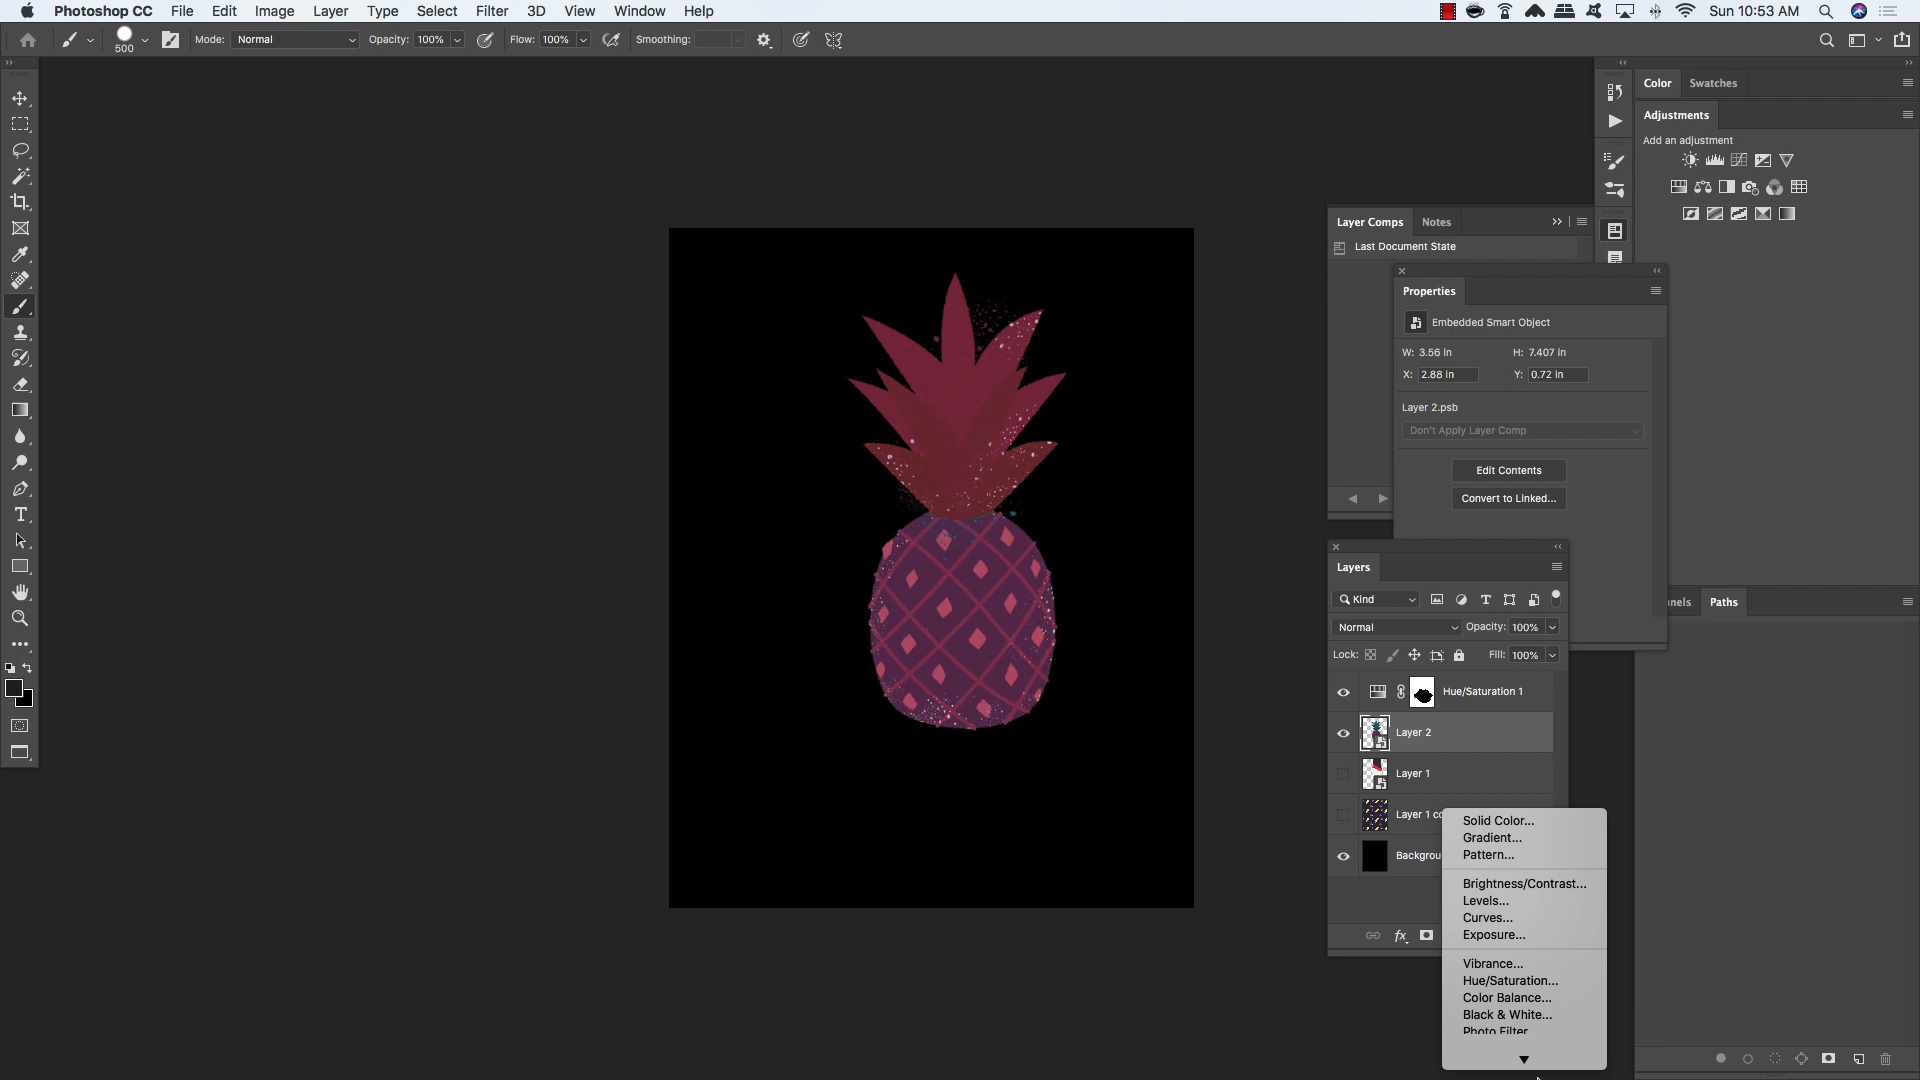 Photoshop CC File Edit Image Layer Type Select Filter 3D View Window Help Sun 10:53 AM
500 Mode: Normal Opacity: 100% Flow: 100% Smoothing:
Color Swatches
Adjustments
Add an adjustment
Layer Comps Notes
Last Document State
Properties
Embedded Smart Object
W: 3.56 in H: 7.407 in
X: 2.88 in Y: 0.72 in
Layer 2.psb
Don't Apply Layer Comp
Edit Contents
Convert to Linked...
Layers
Kind
Normal Opacity: 100%
Lock: Fill: 100%
Hue/Saturation 1
Layer 2
Layer 1
Layer 1 co
Backgrou
nnels Paths
Solid Color...
Gradient...
Pattern...
Brightness/Contrast...
Levels...
Curves...
Exposure...
Vibrance...
Hue/Saturation...
Color Balance...
Black & White...
Photo Filter